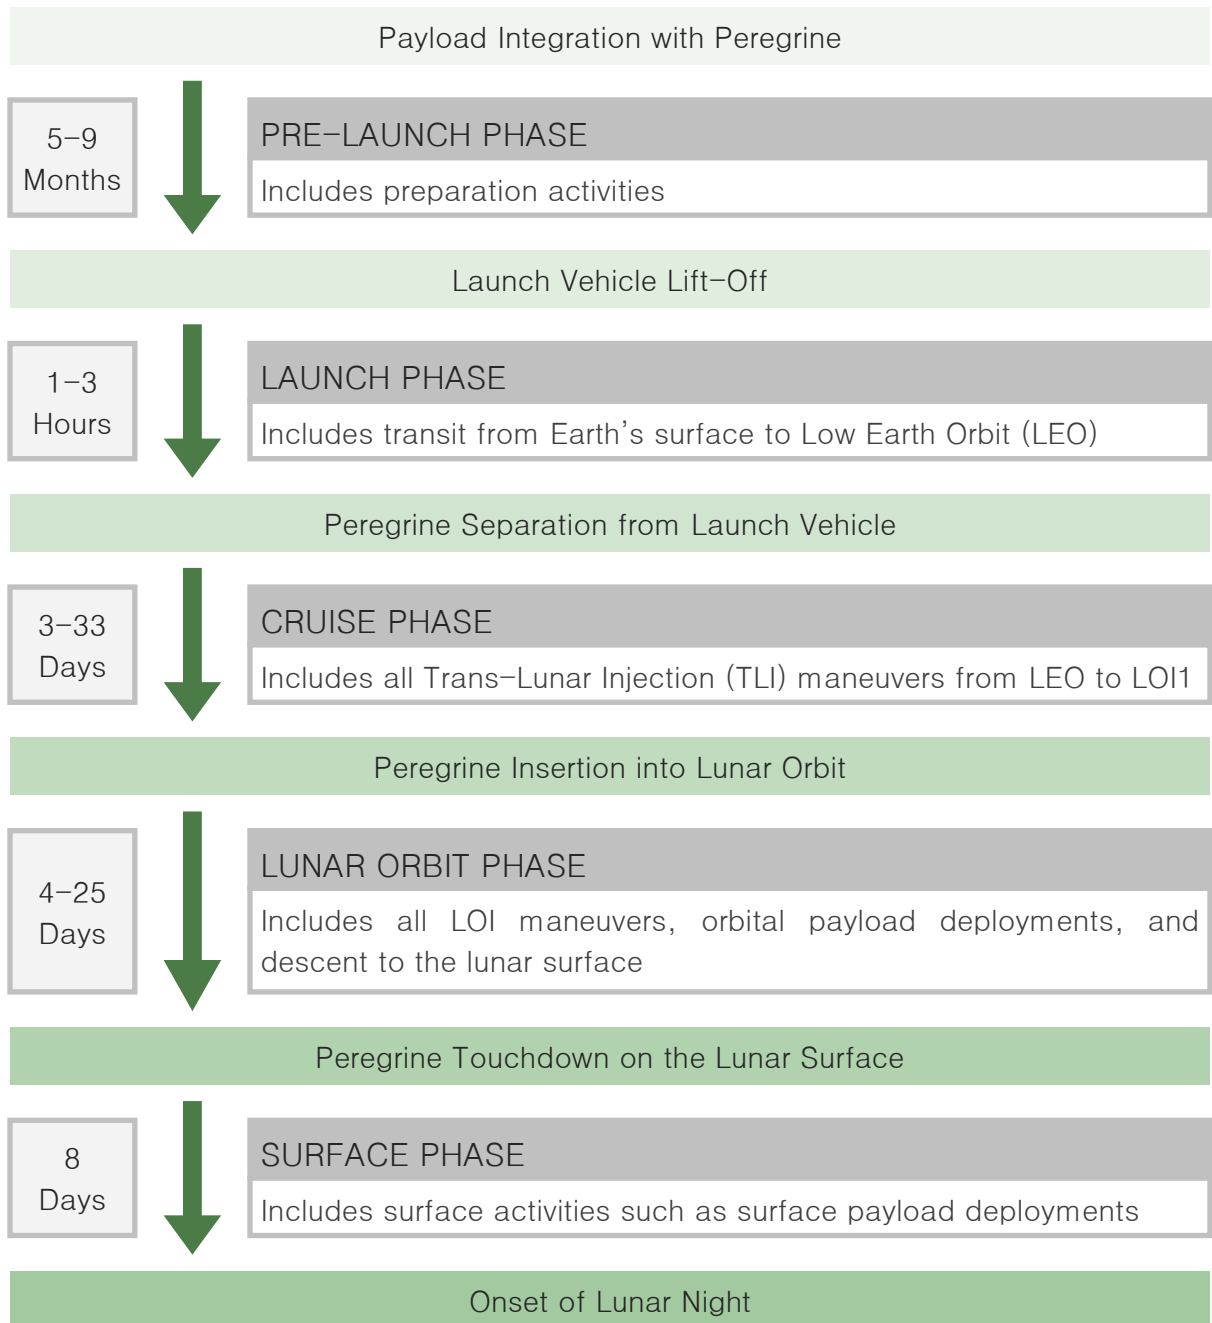 Payload Integration with Peregrine
5–9
Months
PRE–LAUNCH PHASE
Includes preparation activities
Launch Vehicle Lift–Off
1–3
Hours
LAUNCH PHASE
Includes transit from Earth’s surface to Low Earth Orbit (LEO)
Peregrine Separation from Launch Vehicle
3–33
Days
CRUISE PHASE
Includes all Trans–Lunar Injection (TLI) maneuvers from LEO to LOI1
Peregrine Insertion into Lunar Orbit
4–25
Days
LUNAR ORBIT PHASE
Includes all LOI maneuvers, orbital payload deployments, and
descent to the lunar surface
Peregrine Touchdown on the Lunar Surface
8
Days
SURFACE PHASE
Includes surface activities such as surface payload deployments
Onset of Lunar Night